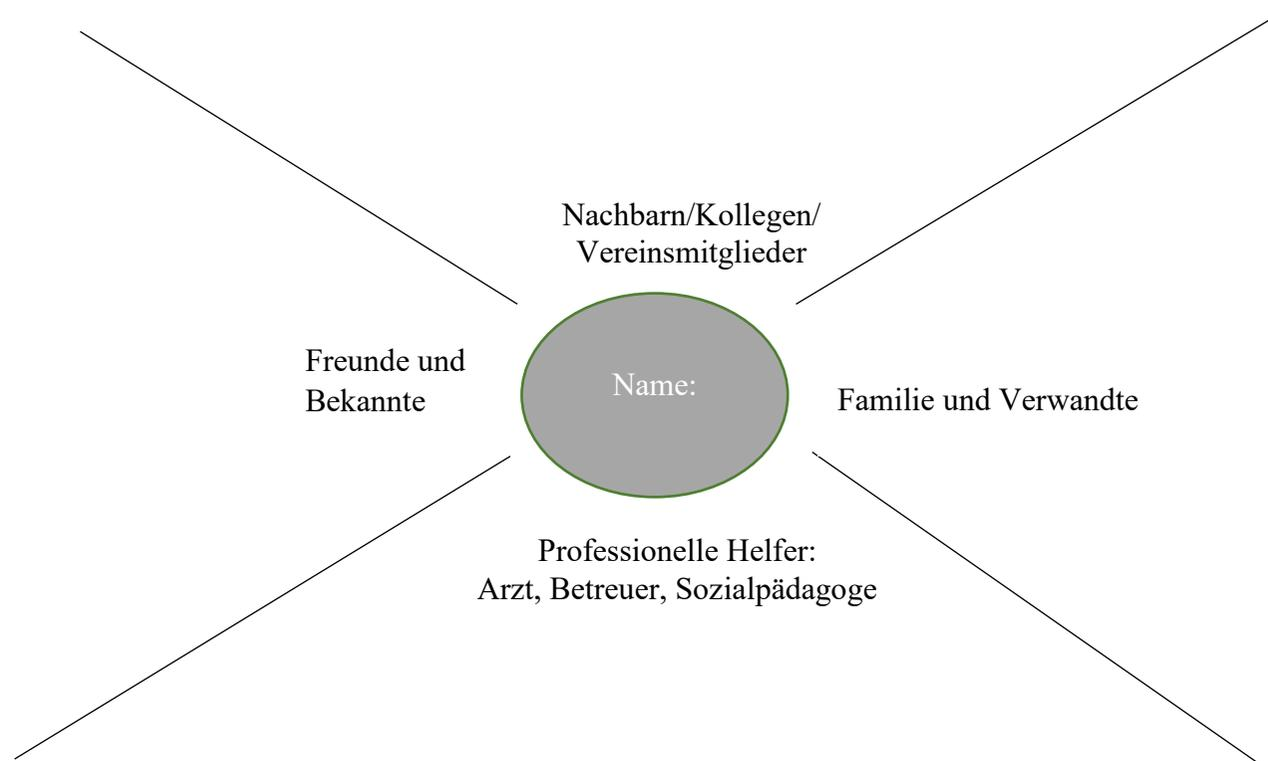 Nachbarn/Kollegen/
Vereinsmitglieder
Freunde und
Bekannte
Name:
Familie und Verwandte
Professionelle Helfer:
Arzt, Betreuer, Sozialpädagoge